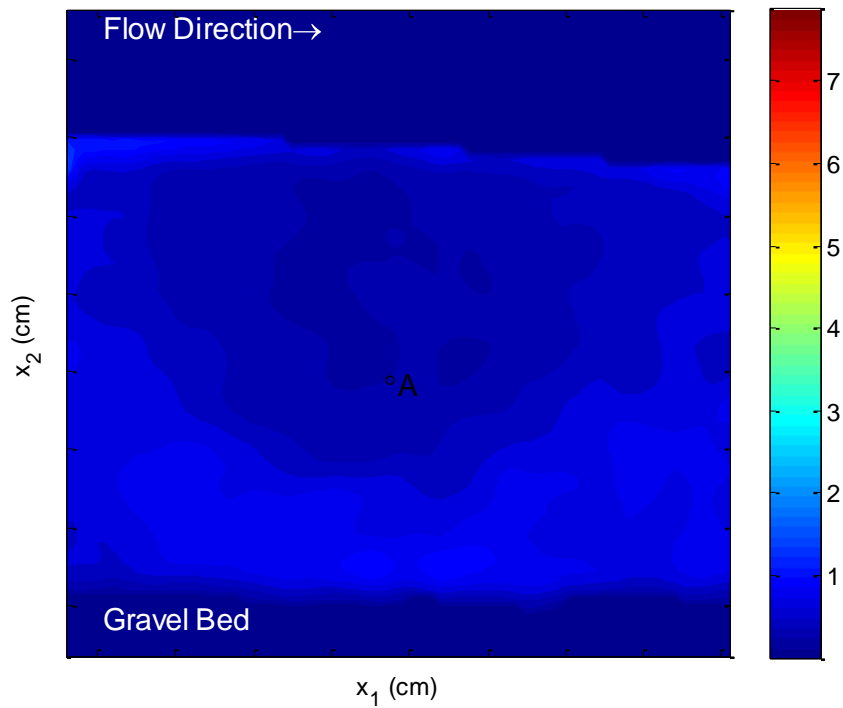 Flow Direction→
7
6
5
4
3
2
1
A
x₂ (cm)
Gravel Bed
x₁ (cm)